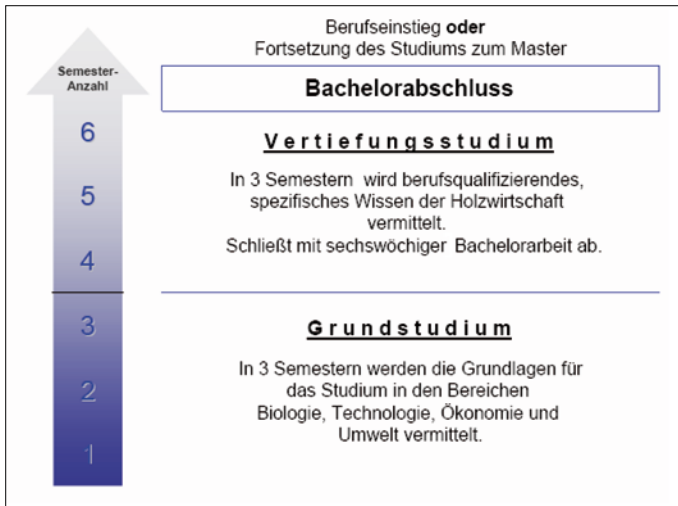 Berufseinstieg oder
Fortsetzung des Studiums zum Master
Semester-
Anzahl
Bachelorabschluss
6
Vertiefungsstudium
In 3 Semestern wird berufsqualifizierendes,
5
spezifisches Wissen der Holzwirtschaft
vermittelt.
Schließt mit sechswöchiger Bachelorarbeit ab.
4
3
Grundstudium
In 3 Semestern werden die Grundlagen für
2
das Studium in den Bereichen
Biologie, Technologie, Ökonomie und
Umwelt vermittelt.
1